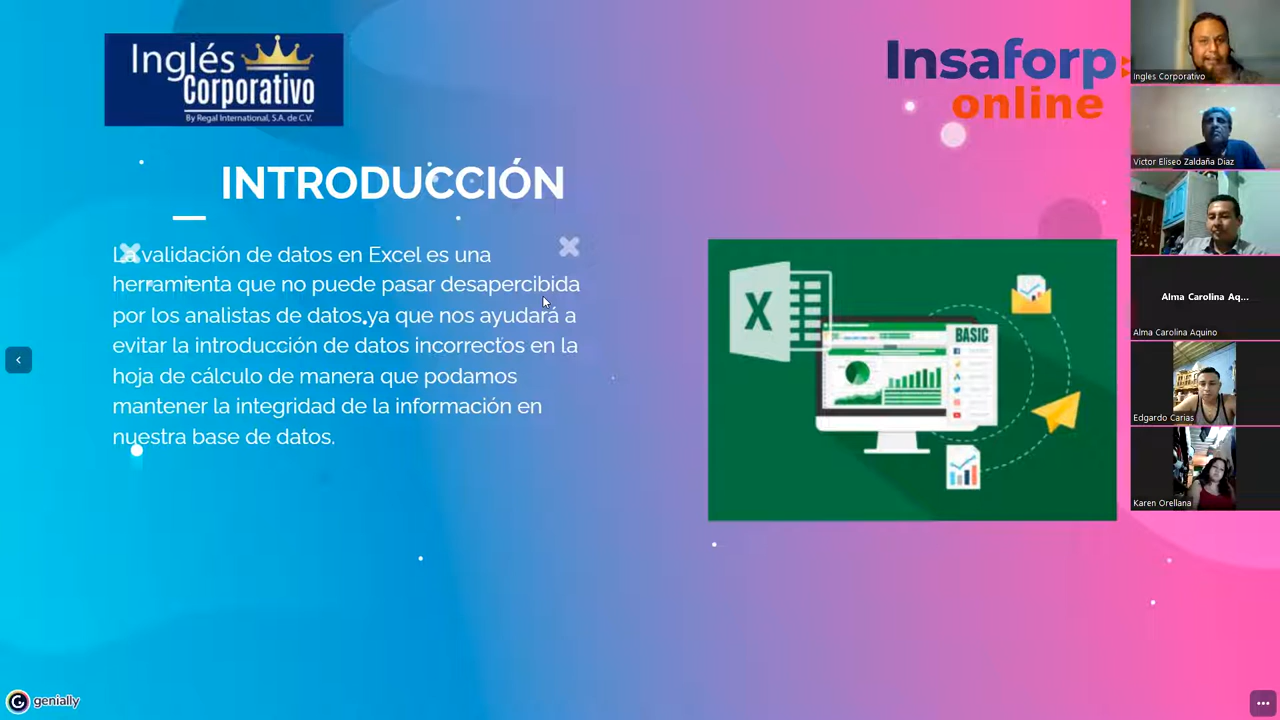 Inglés
Corporativo
By Regal International, S.A. de C.V.
Insaforp
online
INTRODUCCIÓN
La validación de datos en Excel es una
herramienta que no puede pasar desapercibida
por los analistas de datos, ya que nos ayudará a
evitar la introducción de datos incorrectos en la
hoja de cálculo de manera que podamos
mantener la integridad de la información en
nuestra base de datos.
X
BASIC
Ingles Corporativo
Victor Eliseo Zaldaña Diaz
Alma Carolina Aq...
Alma Carolina Aquino
Edgardo Carias
Karen Orellana
genially